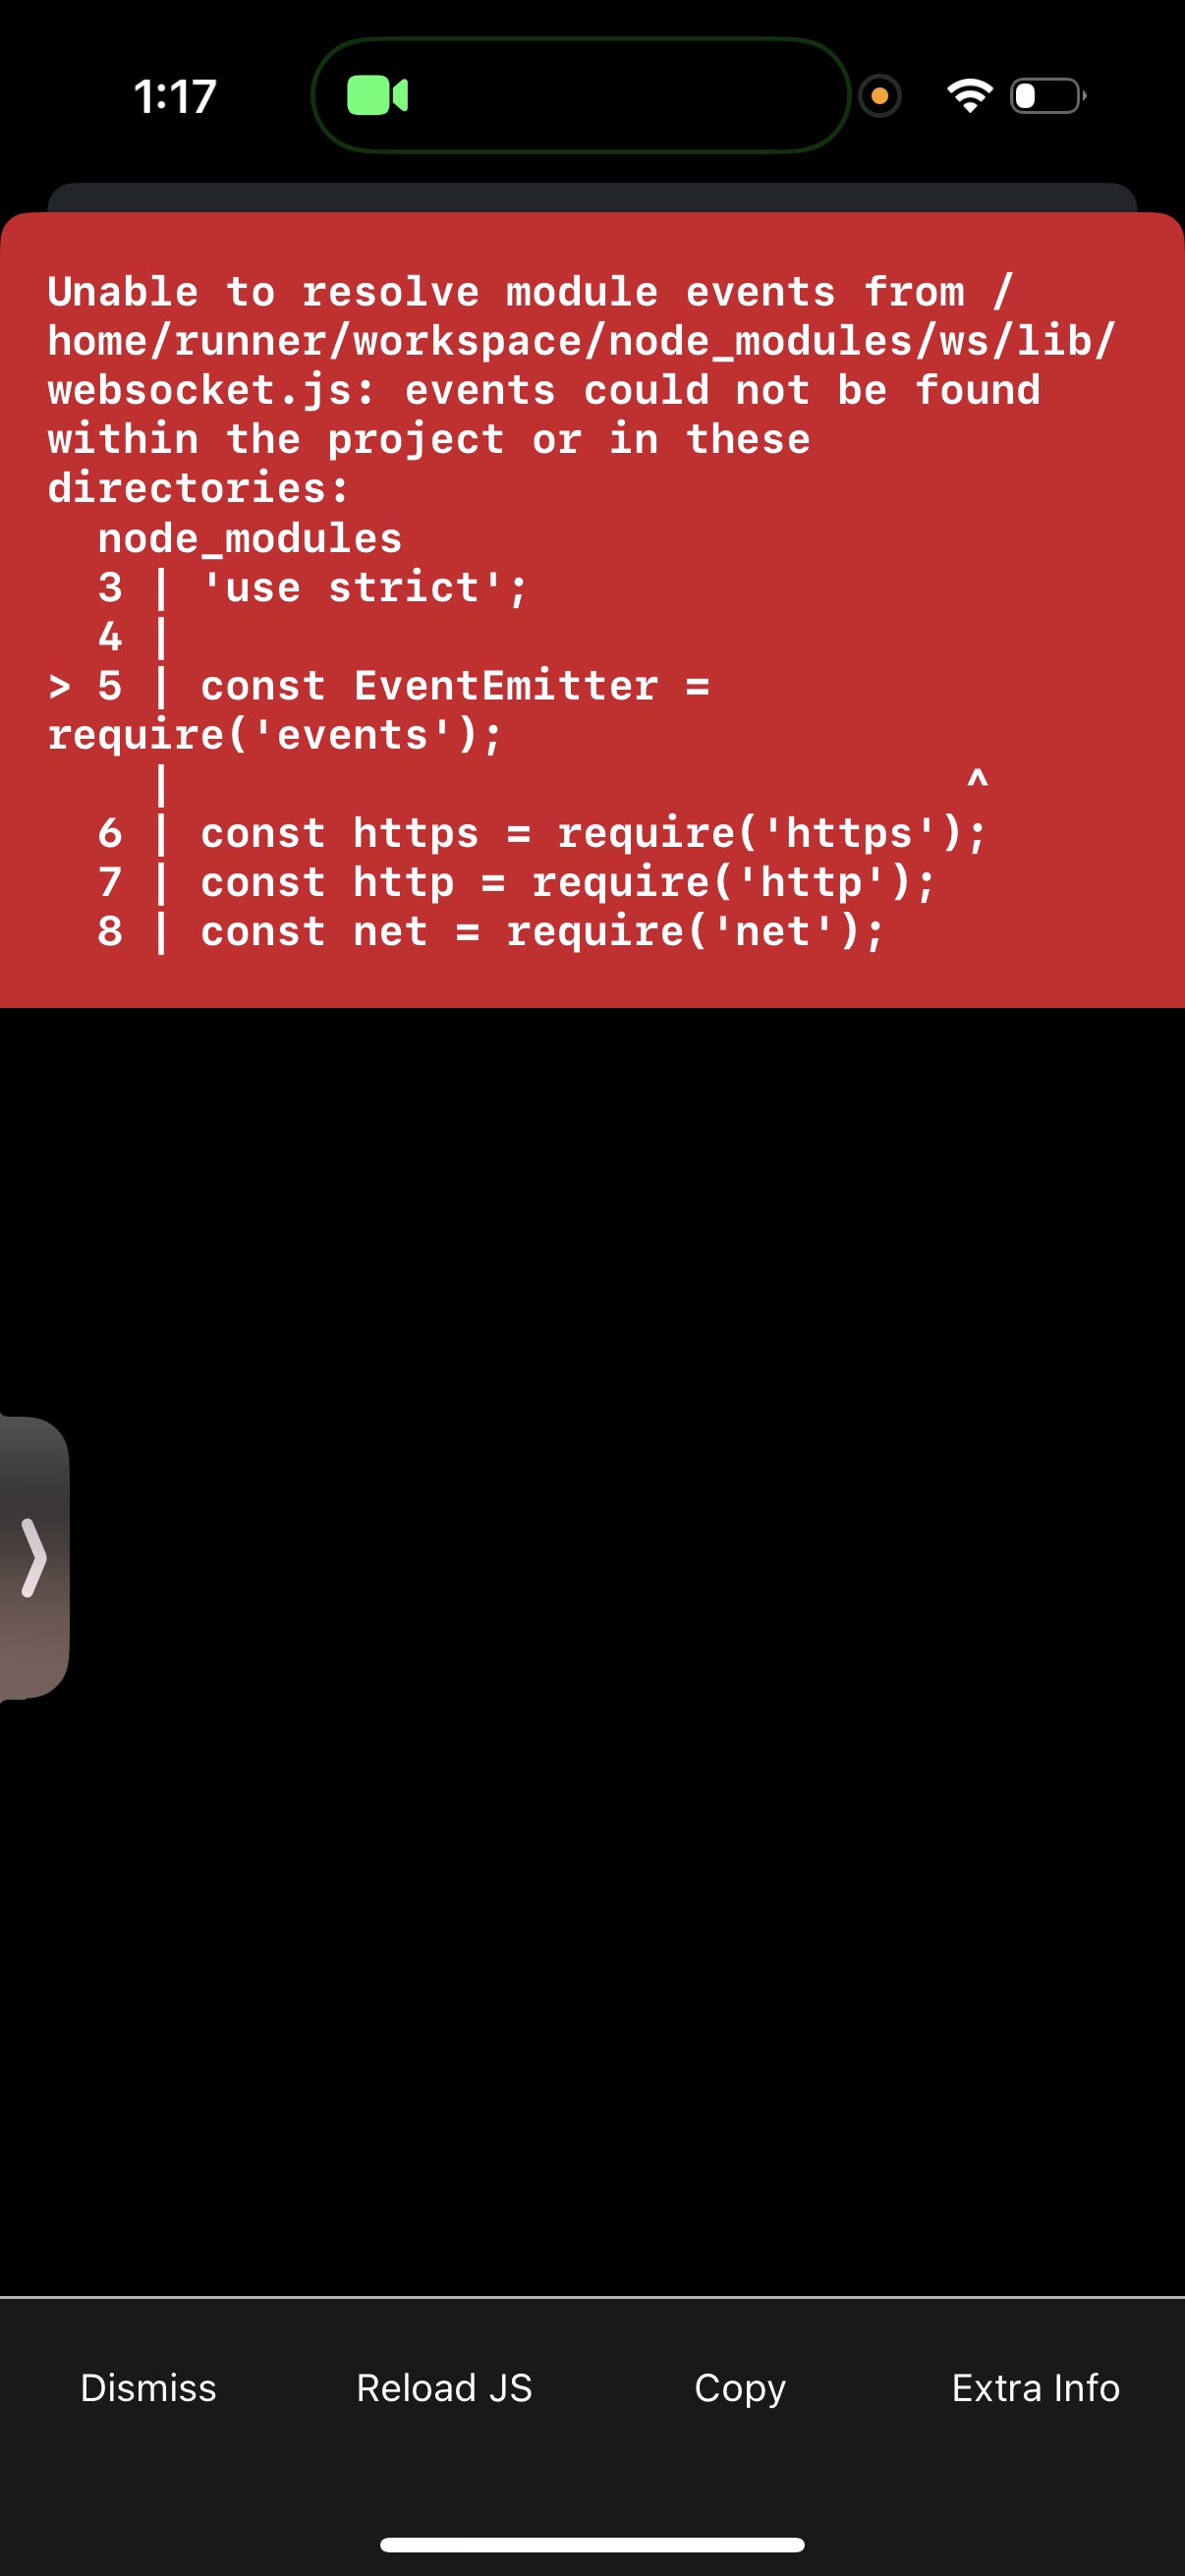 1:17
Unable to resolve module events from /
home/runner/workspace/node_modules/ws/lib/
websocket.js: events could not be found
within the project or in these
directories:
  node_modules
  3 | 'use strict';
  4 |
> 5 | const EventEmitter =
require('events');
    |                                ^
  6 | const https = require('https');
  7 | const http = require('http');
  8 | const net = require('net');
Dismiss Reload JS Copy Extra Info